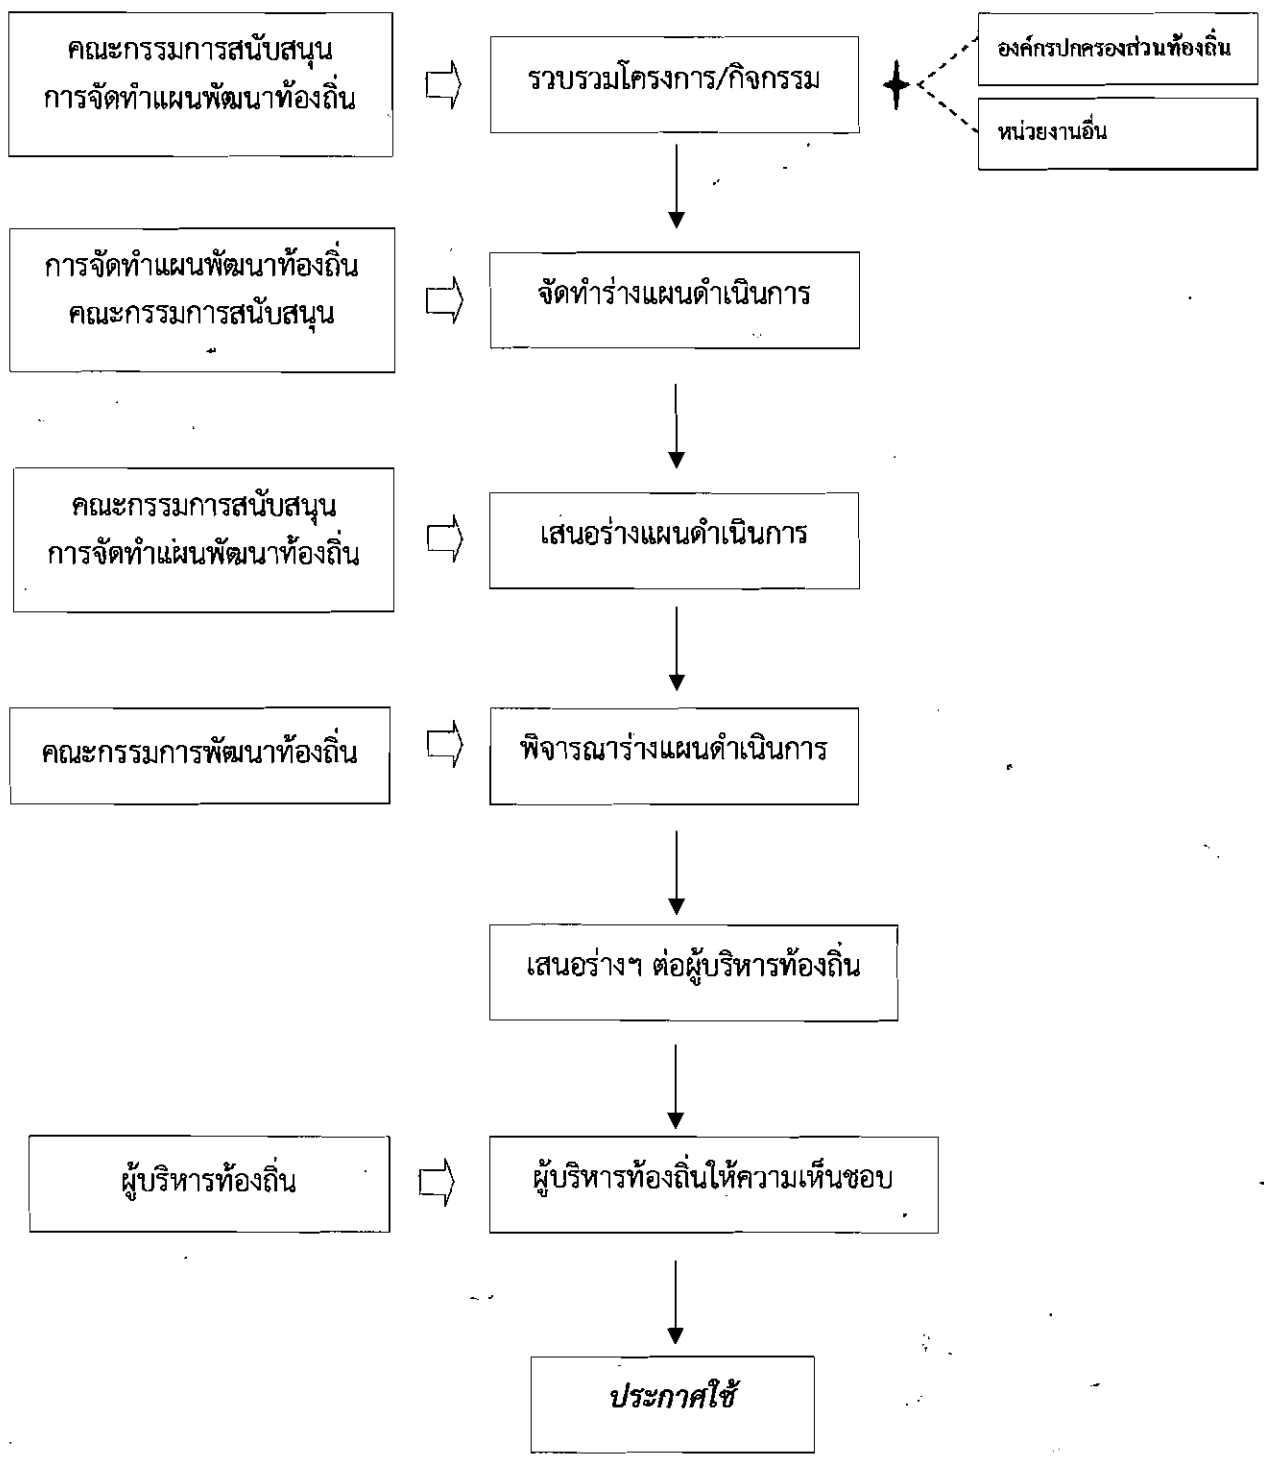 คณะกรรมการสนับสนุน
การจัดทำแผนพัฒนาท้องถิ่น
รวบรวมโครงการ/กิจกรรม
องค์กรปกครองส่วนท้องถิ่น
หน่วยงานอื่น
การจัดทำแผนพัฒนาท้องถิ่น
คณะกรรมการสนับสนุน
จัดทำร่างแผนดำเนินการ
คณะกรรมการสนับสนุน
การจัดทำแผนพัฒนาท้องถิ่น
เสนอร่างแผนดำเนินการ
คณะกรรมการพัฒนาท้องถิ่น
พิจารณาร่างแผนดำเนินการ
เสนอร่างฯ ต่อผู้บริหารท้องถิ่น
ผู้บริหารท้องถิ่น
ผู้บริหารท้องถิ่นให้ความเห็นชอบ
ประกาศใช้